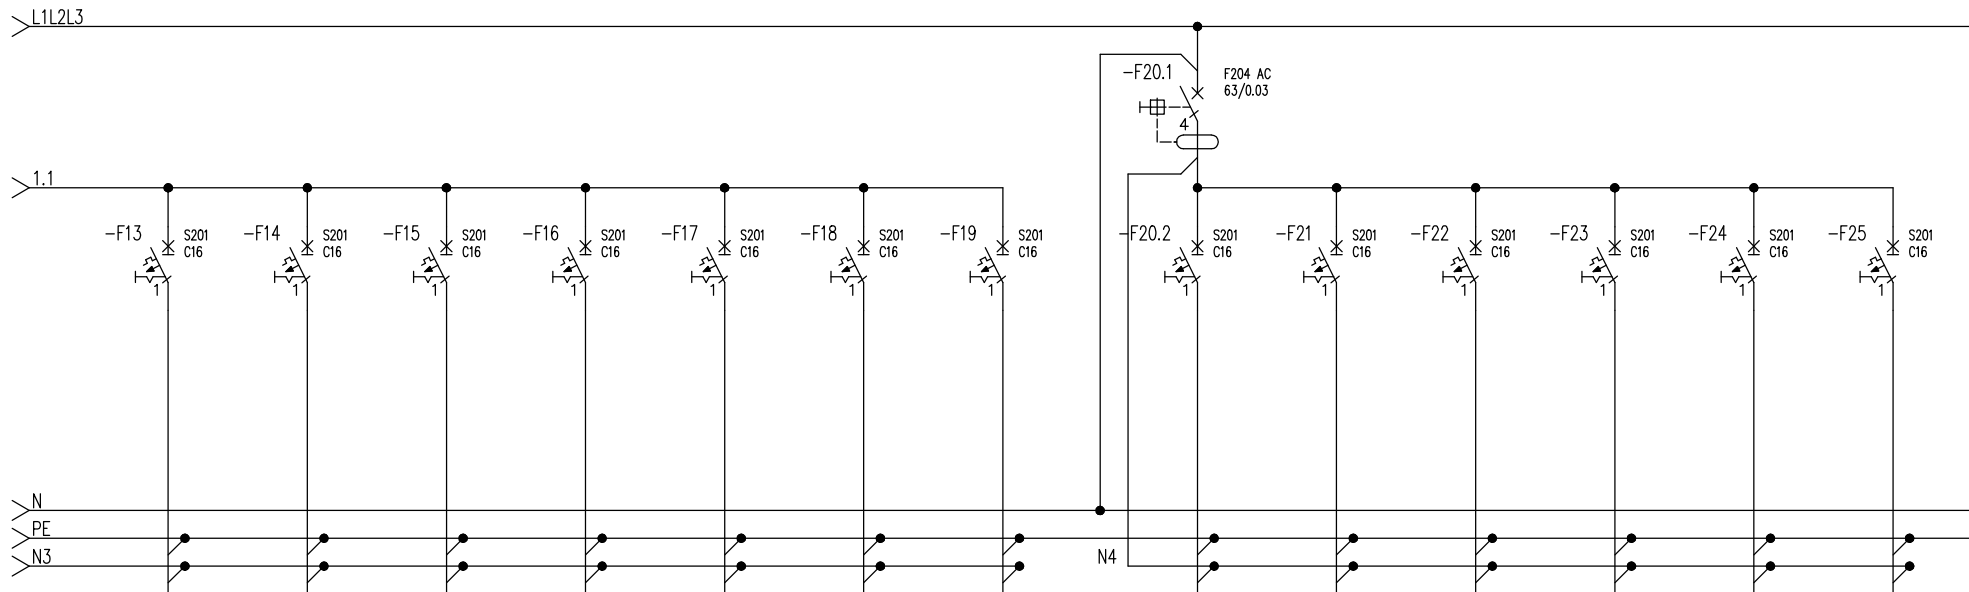 L1L2L3
-F20.1
F204 AC
63/0.03
4
1.1
-F13
S201
C16
1
-F14
S201
C16
1
-F15
S201
C16
1
-F16
S201
C16
1
-F17
S201
C16
1
-F18
S201
C16
1
-F19
S201
C16
1
-F20.2
S201
C16
1
-F21
S201
C16
1
-F22
S201
C16
1
-F23
S201
C16
1
-F24
S201
C16
1
-F25
S201
C16
1
N
PE
N3
N4